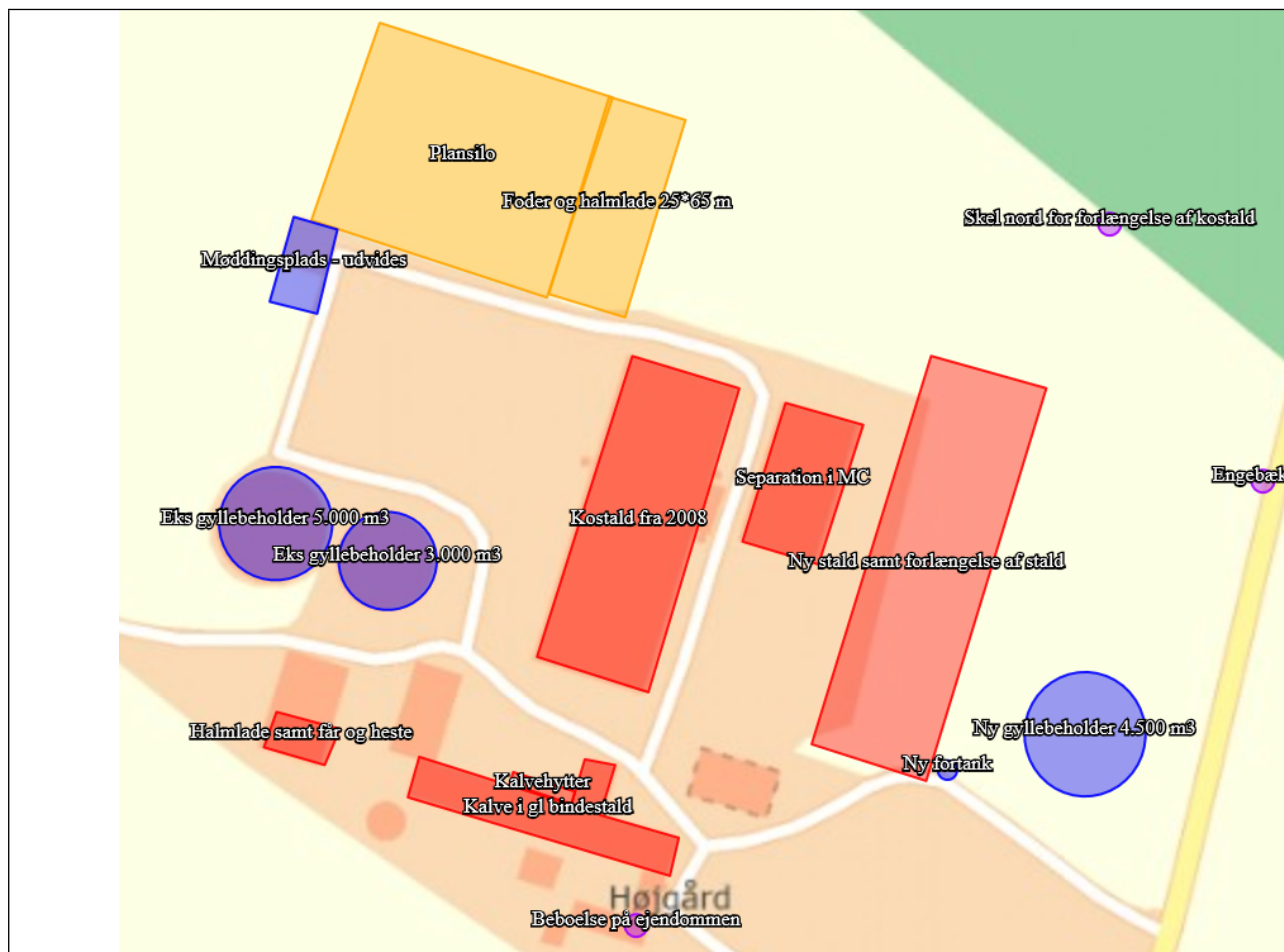 Plansilo
Foder og halmlade 25*65 m
Skel nord for forlængelse af kostald
Møddingsplads - udvides
Separation i MC
Engebæk
Eks gyllebeholder 5.000 m3
Kostald fra 2008
Eks gyllebeholder 3.000 m3
Ny stald samt forlængelse af stald
Halmlade samt får og heste
Ny gyllebeholder 4.500 m3
Ny fortank
Kalvehytter
Kalve i gl bindestald
Højgård
Beboelse på ejendommen